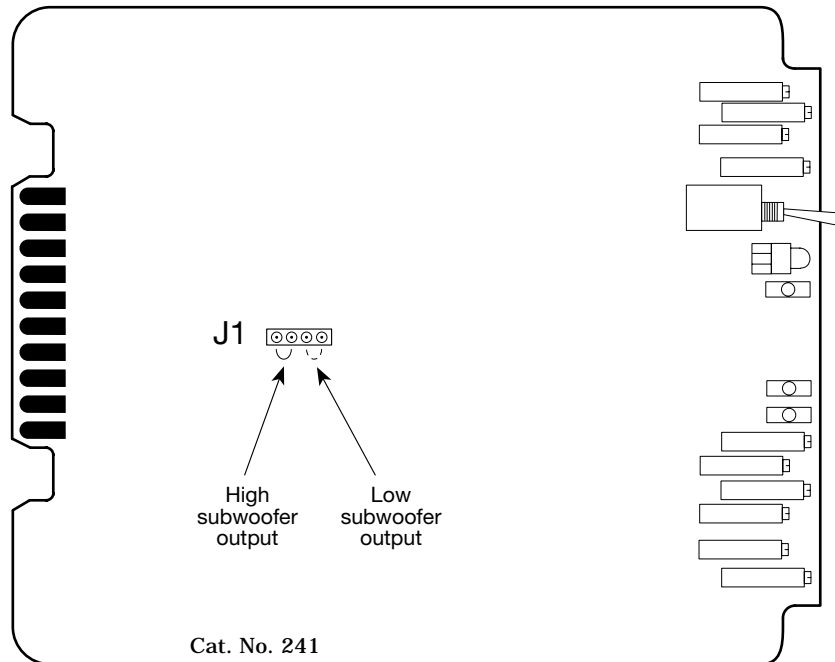 J1
High
subwoofer
output
Low
subwoofer
output
Cat. No. 241